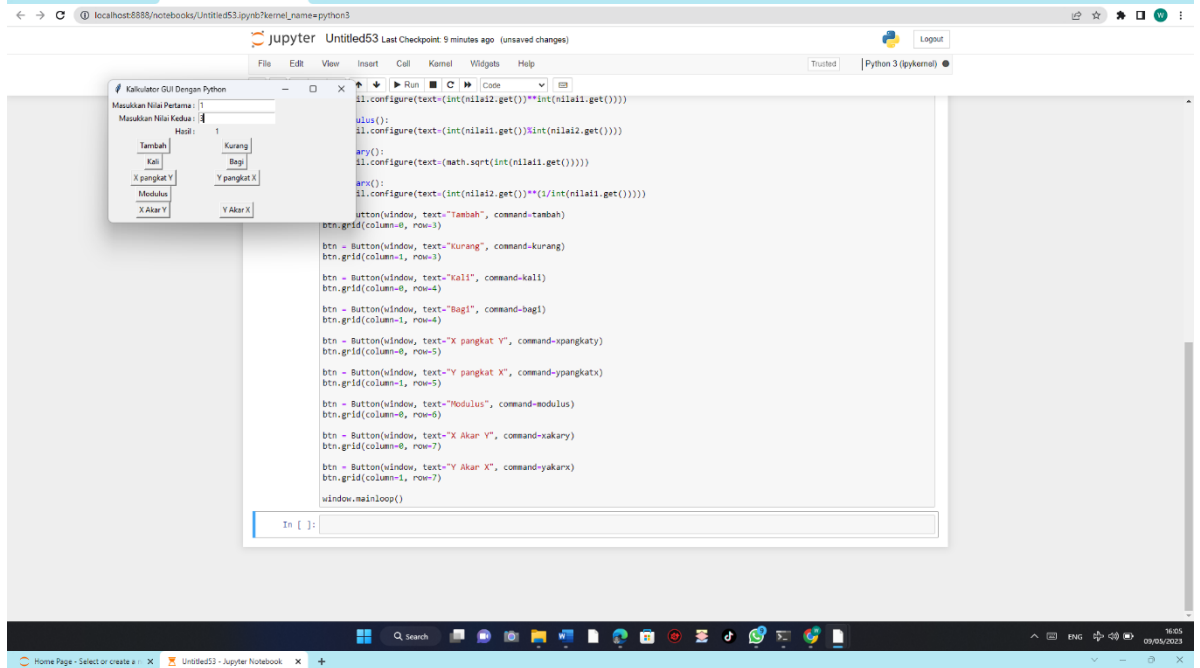 localhost:8888/notebooks/Untitled53.ipynb?kernel_name=python3
W
jupyter Untitled53 Last Checkpoint: 9 minutes ago (unsaved changes)
Logout
File Edit View Insert Cell Kernel Widgets Help
Trusted
Python 3 (ipykernel)
Run
Code
Kalkulator GUI Dengan Python
Masukkan Nilai Pertama : 1
Masukkan Nilai Kedua : 3
Hasil : 1
Tambah Kurang
Kali Bagi
X pangkat Y Y pangkat X
Modulus
X Akar Y Y Akar X
il.configure(text=(int(nilai2.get())**int(nilai1.get())))
ulus():
il.configure(text=(int(nilai1.get())%int(nilai2.get())))
ary():
il.configure(text=(math.sqrt(int(nilai1.get()))))
arx():
il.configure(text=(int(nilai2.get())**(1/int(nilai1.get()))))
utton(window, text="Tambah", command=tambah)
btn.grid(column=0, row=3)
btn = Button(window, text="Kurang", command=kurang)
btn.grid(column=1, row=3)
btn = Button(window, text="Kali", command=kali)
btn.grid(column=0, row=4)
btn = Button(window, text="Bagi", command=bagi)
btn.grid(column=1, row=4)
btn = Button(window, text="X pangkat Y", command=xpangkaty)
btn.grid(column=0, row=5)
btn = Button(window, text="Y pangkat X", command=ypangkatx)
btn.grid(column=1, row=5)
btn = Button(window, text="Modulus", command=modulus)
btn.grid(column=0, row=6)
btn = Button(window, text="X Akar Y", command=xakary)
btn.grid(column=0, row=7)
btn = Button(window, text="Y Akar X", command=yakarx)
btn.grid(column=1, row=7)
window.mainloop()
In [ ]:
Search
ENG
16:05
09/05/2023
Home Page - Select or create a n
Untitled53 - Jupyter Notebook